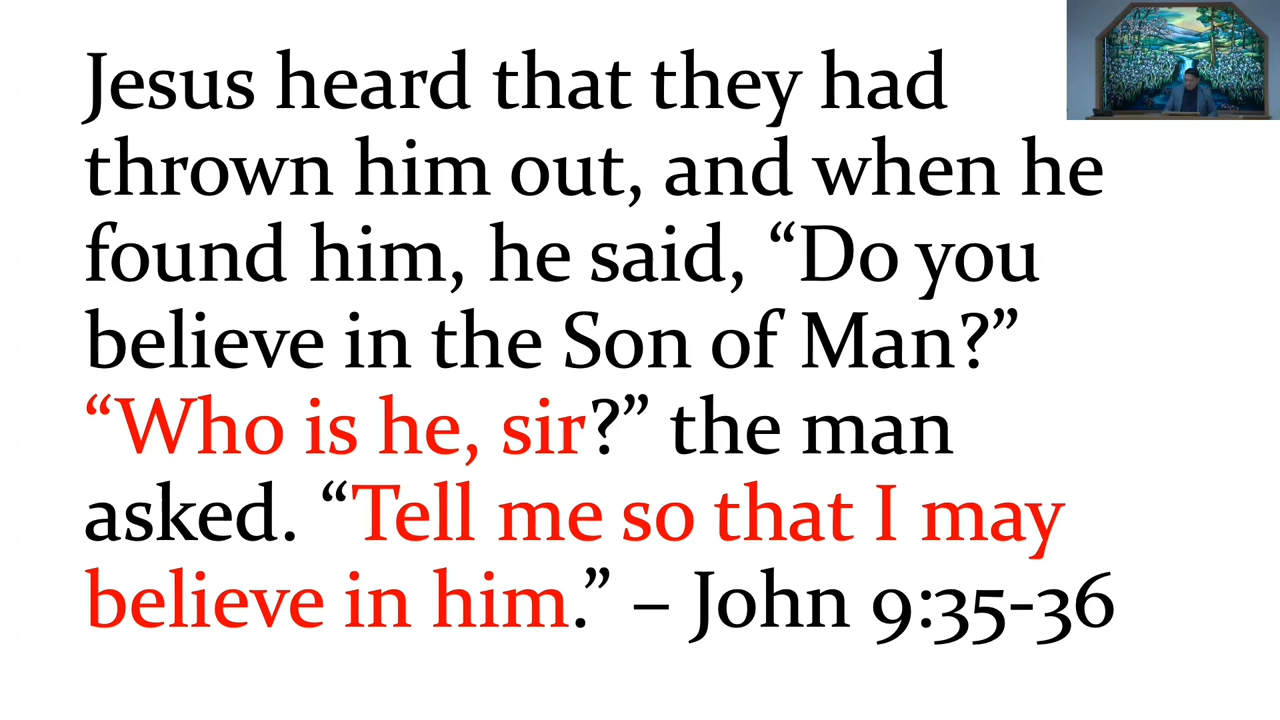 Jesus heard that they had
thrown him out, and when he
found him, he said, “Do you
believe in the Son of Man?”
“Who is he, sir?” the man
asked. “Tell me so that I may
believe in him.” – John 9:35-36